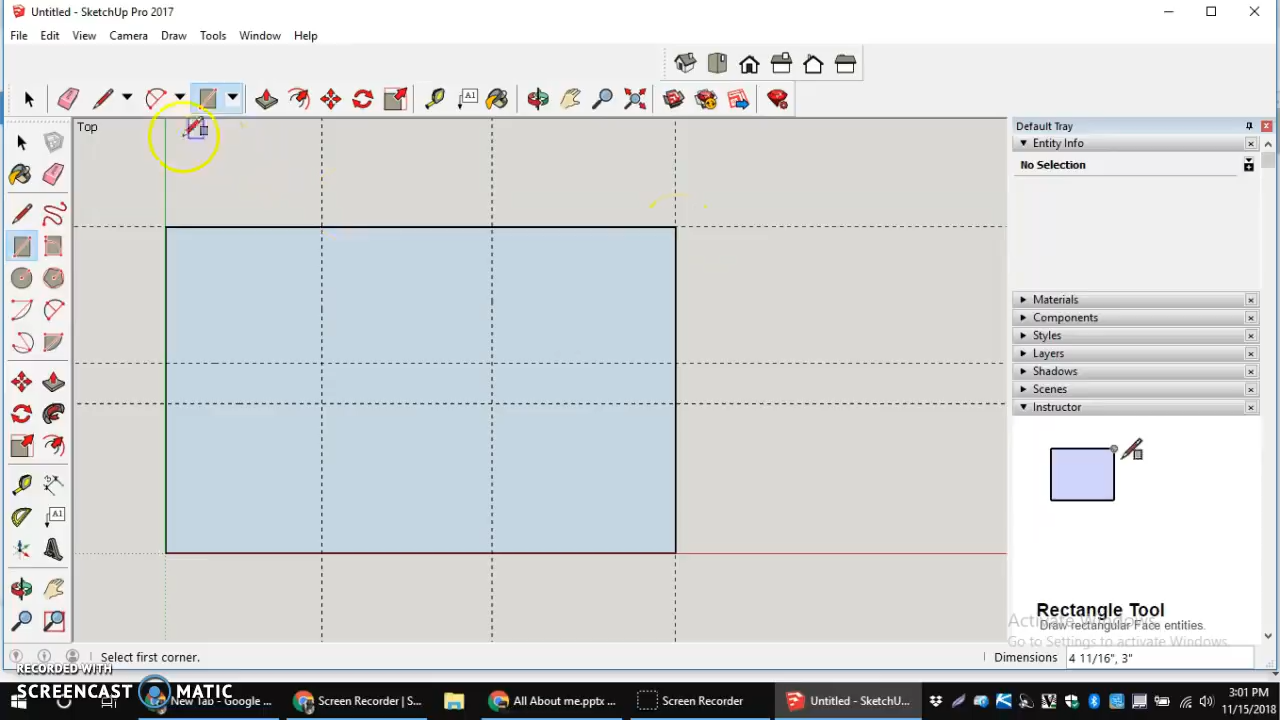 Untitled - SketchUp Pro 2017
File Edit View Camera Draw Tools Window Help
A1
Top
Default Tray
Entity Info
No Selection
Materials
Components
Styles
Layers
Shadows
Scenes
Instructor
A1
Rectangle Tool
Draw rectangular Face entities.
Activate Windows
Go to Settings to activate Windows.
Select first corner.
Dimensions 4 11/16", 3"
RECORDED WITH
SCREENCAST MATIC
New Tab - Google ...
Screen Recorder | S...
All About me.pptx ...
Screen Recorder
Untitled - SketchU...
3:01 PM
11/15/2018